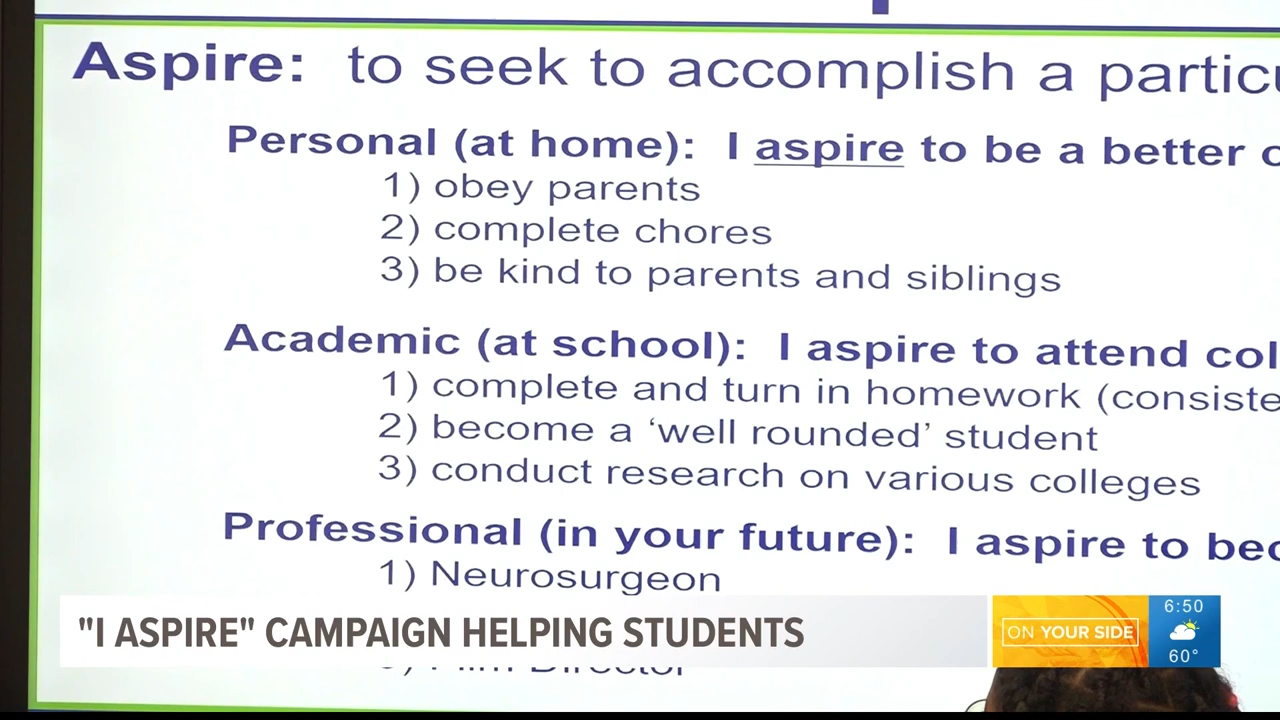 Aspire: to seek to accomplish a particu
Personal (at home): I aspire to be a better
1) obey parents
2) complete chores
3) be kind to parents and siblings
Academic (at school): I aspire to attend col
1) complete and turn in homework (consiste
2) become a ‘well rounded’ student
3) conduct research on various colleges
Professional (in your future): I aspire to bec
1) Neurosurgeon
Director
"I ASPIRE" CAMPAIGN HELPING STUDENTS
ON YOUR SIDE
6:50
60°